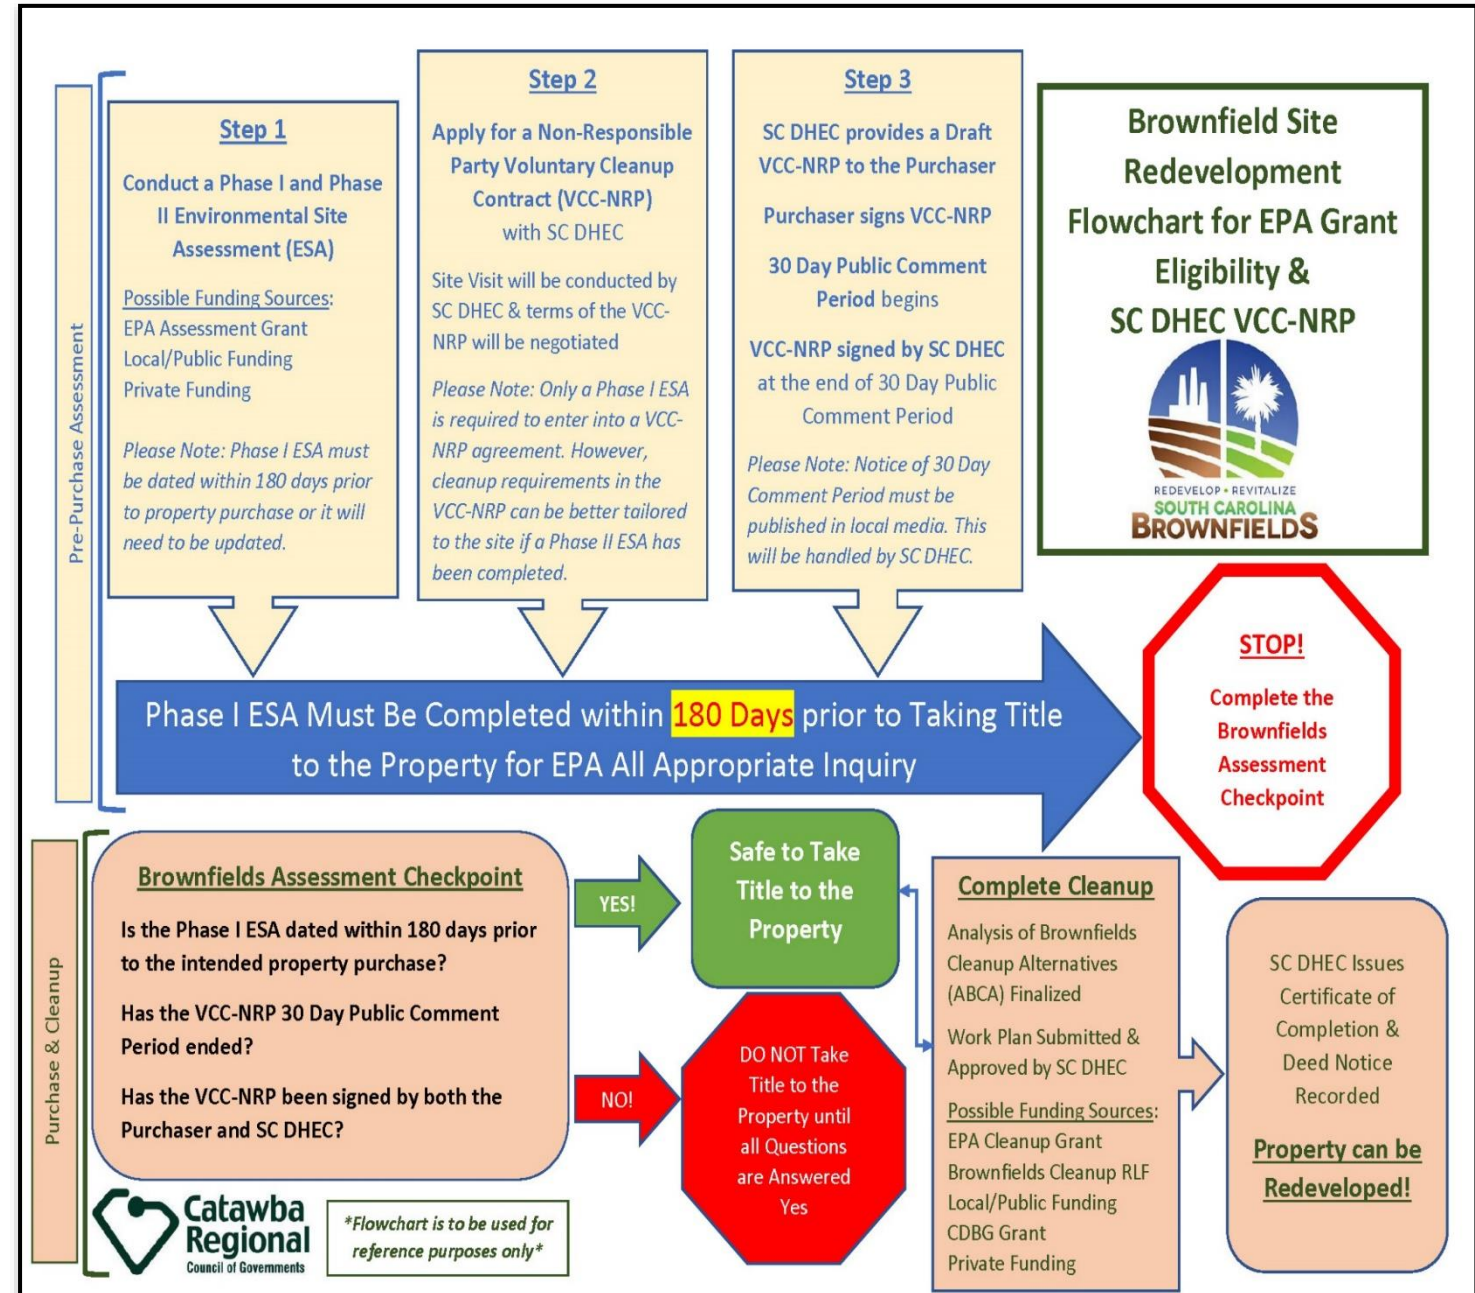 Pre-Purchase Assessment
Step 1
Conduct a Phase I and Phase
II Environmental Site
Assessment (ESA)
Possible Funding Sources:
EPA Assessment Grant
Local/Public Funding
Private Funding
Please Note: Phase I ESA must
be dated within 180 days prior
to property purchase or it will
need to be updated.
Step 2
Apply for a Non-Responsible
Party Voluntary Cleanup
Contract (VCC-NRP)
with SC DHEC
Site Visit will be conducted by
SC DHEC & terms of the VCC-
NRP will be negotiated
Please Note: Only a Phase I ESA
is required to enter into a VCC-
NRP agreement. However,
cleanup requirements in the
VCC-NRP can be better tailored
to the site if a Phase II ESA has
been completed.
Step 3
SC DHEC provides a Draft
VCC-NRP to the Purchaser
Purchaser signs VCC-NRP
30 Day Public Comment
Period begins
VCC-NRP signed by SC DHEC
at the end of 30 Day Public
Comment Period
Please Note: Notice of 30 Day
Comment Period must be
published in local media. This
will be handled by SC DHEC.
Brownfield Site
Redevelopment
Flowchart for EPA Grant
Eligibility &
SC DHEC VCC-NRP
REDEVELOP • REVITALIZE
SOUTH CAROLINA
BROWNFIELDS
Phase I ESA Must Be Completed within 180 Days prior to Taking Title
to the Property for EPA All Appropriate Inquiry
STOP!
Complete the
Brownfields
Assessment
Checkpoint
Purchase & Cleanup
Brownfields Assessment Checkpoint
Is the Phase I ESA dated within 180 days prior
to the intended property purchase?
Has the VCC-NRP 30 Day Public Comment
Period ended?
Has the VCC-NRP been signed by both the
Purchaser and SC DHEC?
YES!
Safe to Take
Title to the
Property
NO!
DO NOT Take
Title to the
Property until
all Questions
are Answered
Yes
Complete Cleanup
Analysis of Brownfields
Cleanup Alternatives
(ABCA) Finalized
Work Plan Submitted &
Approved by SC DHEC
Possible Funding Sources:
EPA Cleanup Grant
Brownfields Cleanup RLF
Local/Public Funding
CDBG Grant
Private Funding
SC DHEC Issues
Certificate of
Completion &
Deed Notice
Recorded
Property can be
Redeveloped!
Catawba
Regional
Council of Governments
*Flowchart is to be used for
reference purposes only*